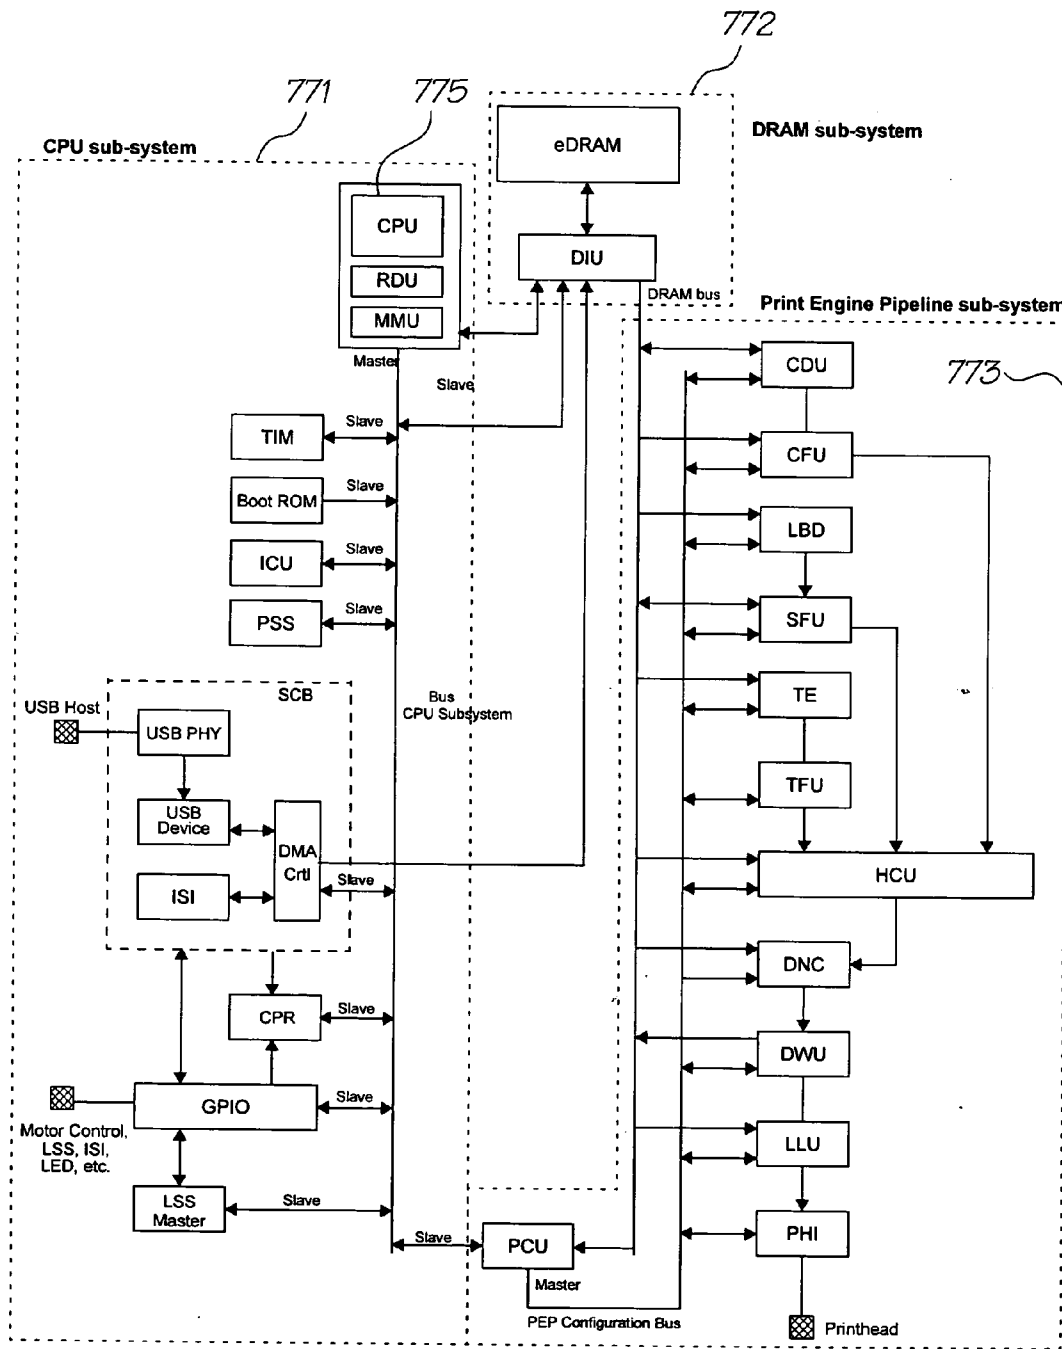 772
771
775
DRAM sub-system
CPU sub-system
eDRAM
CPU
DIU
RDU
DRAM bus
Print Engine Pipeline sub-system
MMU
Master
Slave
CDU
773
TIM
Slave
CFU
Boot ROM
Slave
LBD
ICU
Slave
PSS
Slave
SFU
SCB
Bus
CPU Subsystem
TE
USB Host
USB PHY
TFU
USB
Device
DMA
Crtl
HCU
ISI
Slave
DNC
CPR
Slave
DWU
GPIO
Slave
Motor Control,
LSS, ISI,
LED, etc.
LLU
LSS
Master
Slave
PHI
Slave
PCU
Master
PEP Configuration Bus
Printhead